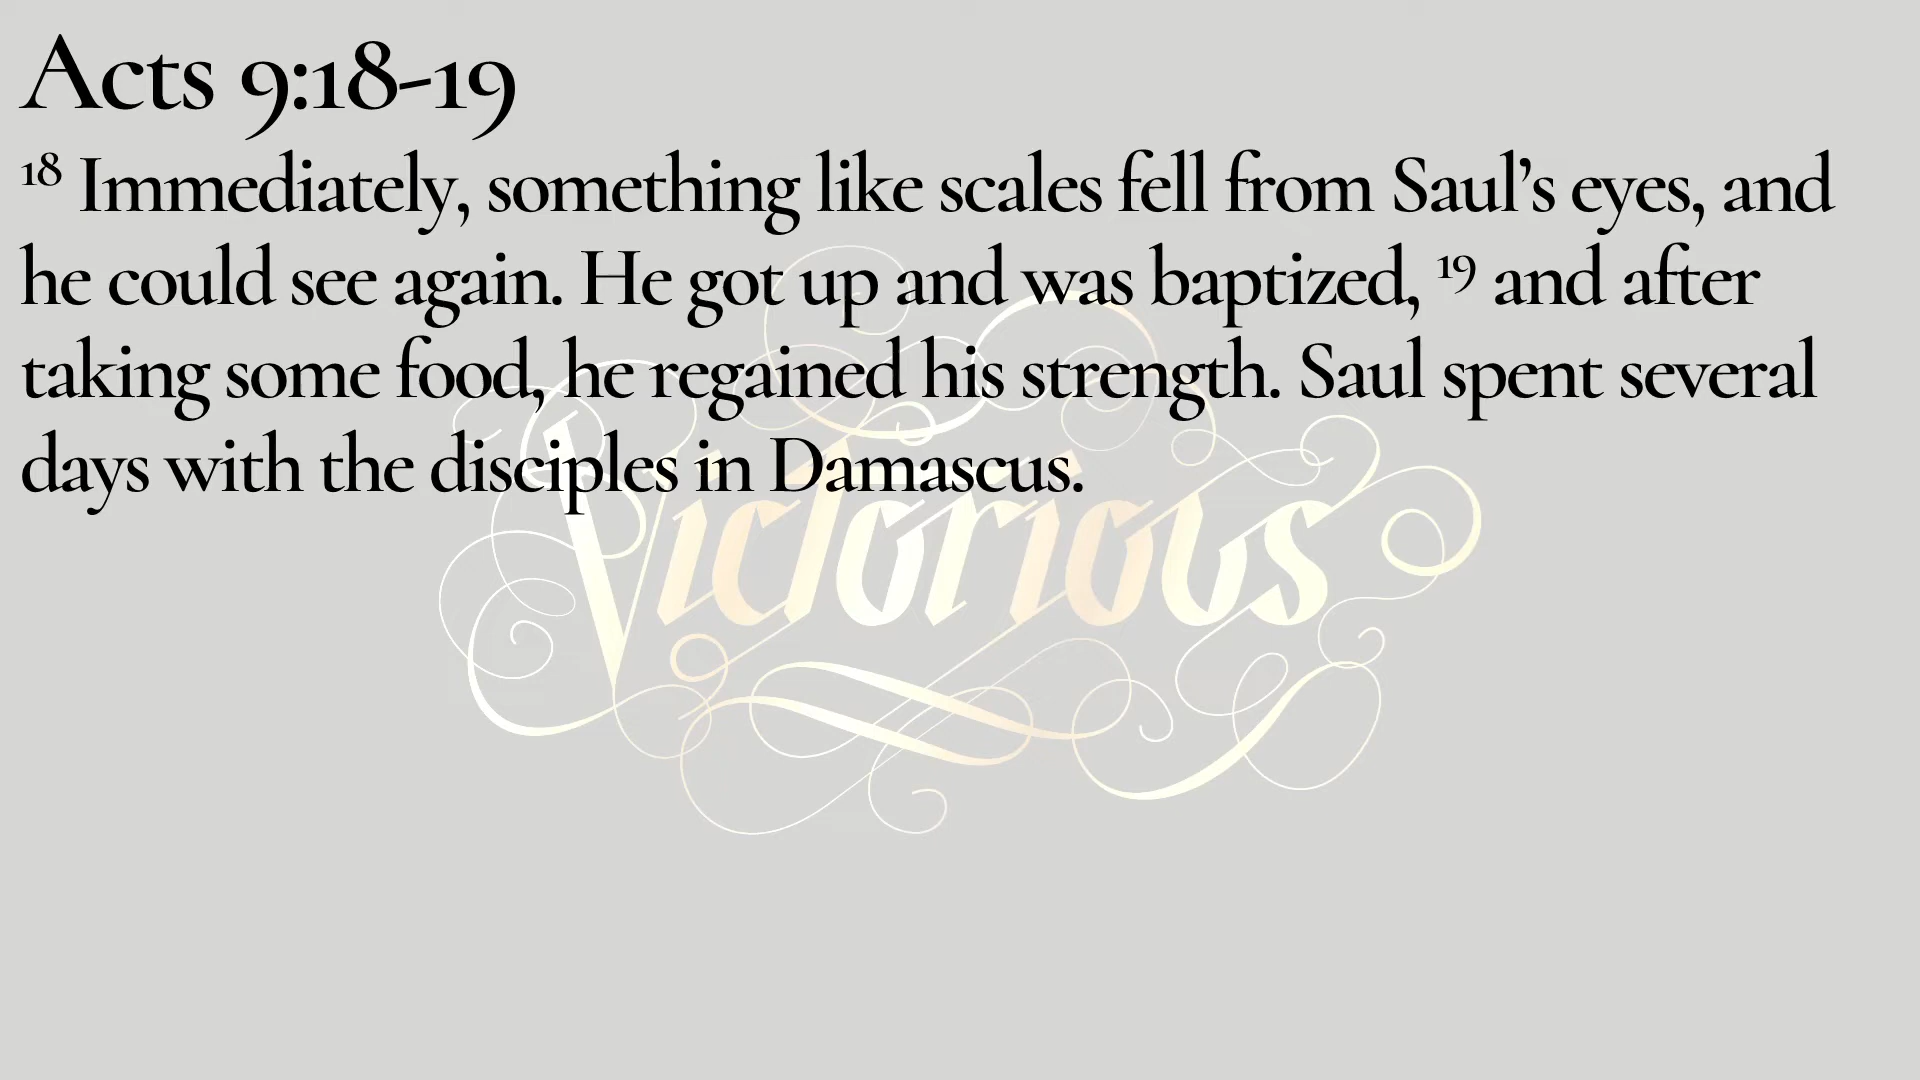 Acts 9:18-19
18 Immediately, something like scales fell from Saul’s eyes, and
he could see again. He got up and was baptized, 19 and after
taking some food, he regained his strength. Saul spent several
days with the disciples in Damascus.
Victorious